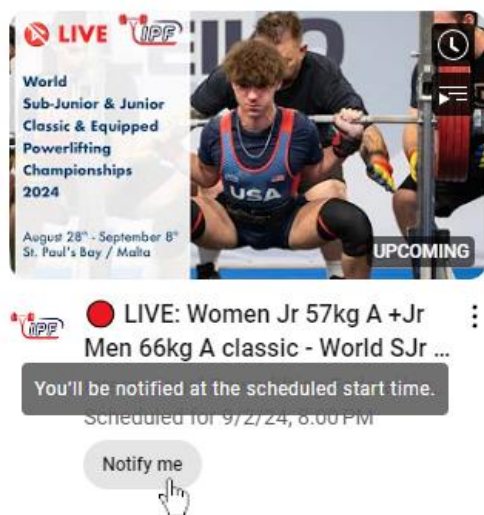 LIVE IPF
World
Sub-Junior & Junior
Classic & Equipped
Powerlifting
Championships
2024
August 28ᵗʰ - September 8ᵗʰ
St. Paul's Bay / Malta
USA
UPCOMING
IPF
🔴 LIVE: Women Jr 57kg A +Jr
Men 66kg A classic - World SJr ...
You'll be notified at the scheduled start time.
Scheduled for 9/2/24, 8:00 PM
Notify me